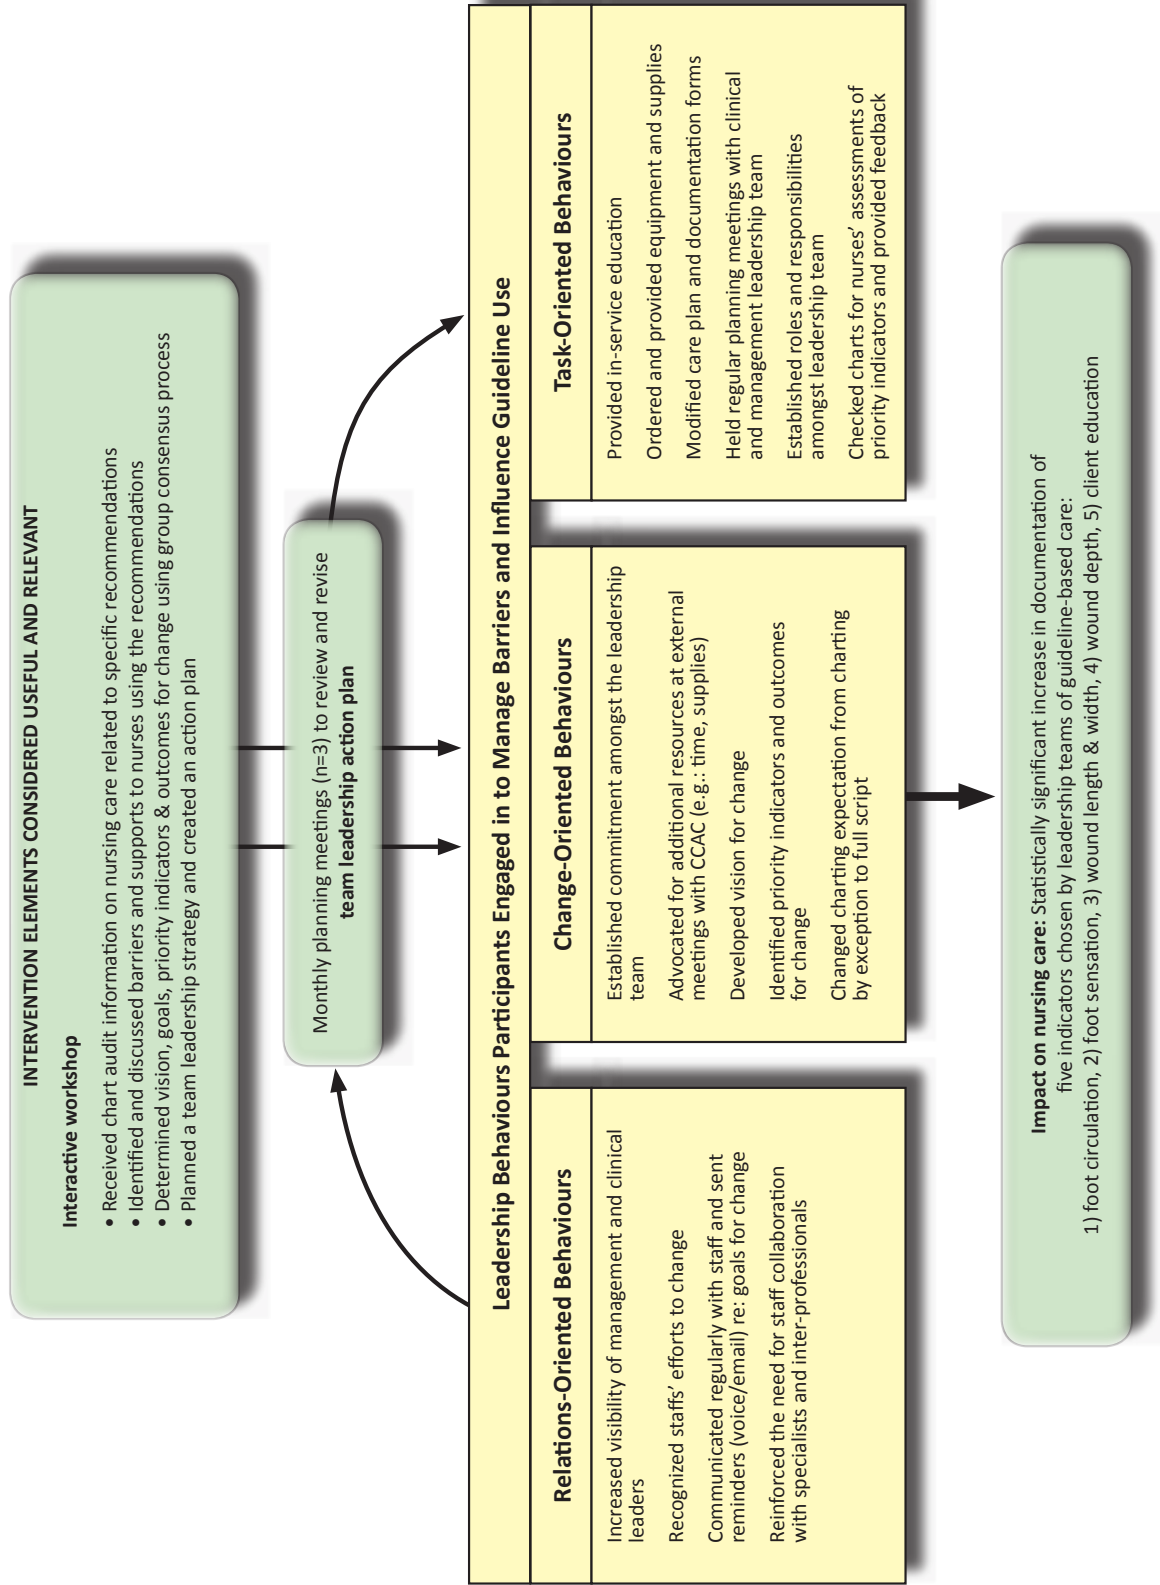 INTERVENTION ELEMENTS CONSIDERED USEFUL AND RELEVANT
Interactive workshop
• Received chart audit information on nursing care related to specific recommendations
• Identified and discussed barriers and supports to nurses using the recommendations
• Determined vision, goals, priority indicators & outcomes for change using group consensus process
• Planned a team leadership strategy and created an action plan
Monthly planning meetings (n=3) to review and revise
team leadership action plan
Leadership Behaviours Participants Engaged in to Manage Barriers and Influence Guideline Use
Relations-Oriented Behaviours
Increased visibility of management and clinical
leaders
Recognized staffs’ efforts to change
Communicated regularly with staff and sent
reminders (voice/email) re: goals for change
Reinforced the need for staff collaboration
with specialists and inter-professionals
Change-Oriented Behaviours
Established commitment amongst the leadership
team
Advocated for additional resources at external
meetings with CCAC (e.g.: time, supplies)
Developed vision for change
Identified priority indicators and outcomes
for change
Changed charting expectation from charting
by exception to full script
Task-Oriented Behaviours
Provided in-service education
Ordered and provided equipment and supplies
Modified care plan and documentation forms
Held regular planning meetings with clinical
and management leadership team
Established roles and responsibilities
amongst leadership team
Checked charts for nurses’ assessments of
priority indicators and provided feedback
Impact on nursing care: Statistically significant increase in documentation of
five indicators chosen by leadership teams of guideline-based care:
1) foot circulation, 2) foot sensation, 3) wound length & width, 4) wound depth, 5) client education